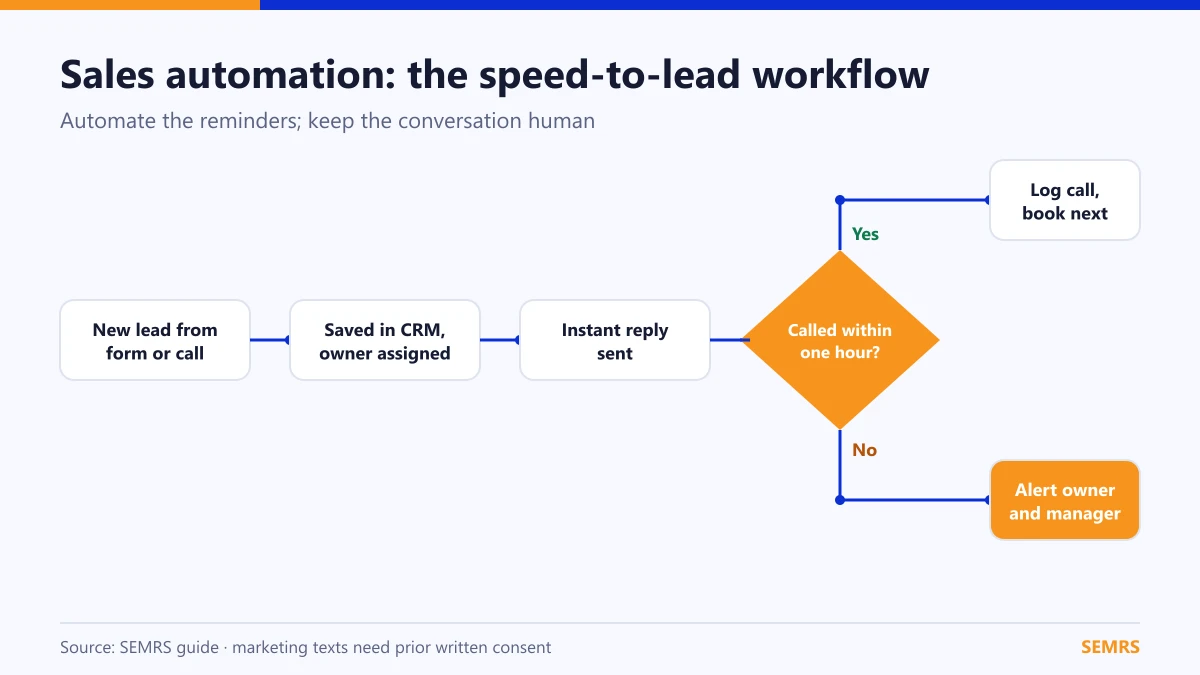 Sales automation: the speed-to-lead workflow
Automate the reminders; keep the conversation human
New lead from
form or call
Saved in CRM,
owner assigned
Instant reply
sent
Called within
one hour?
Yes
Log call,
book next
No
Alert owner
and manager
Source: SEMRS guide · marketing texts need prior written consent
SEMRS